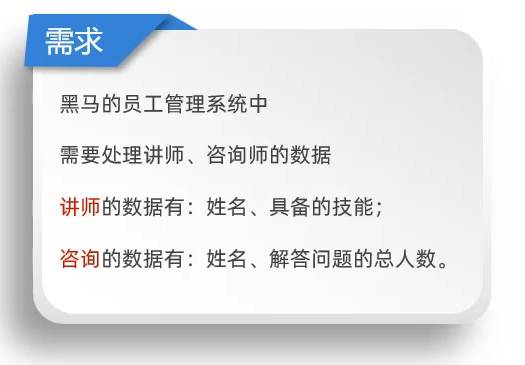 需求
黑马的员工管理系统中
需要处理讲师、咨询师的数据
讲师的数据有：姓名、具备的技能；
咨询的数据有：姓名、解答问题的总人数。